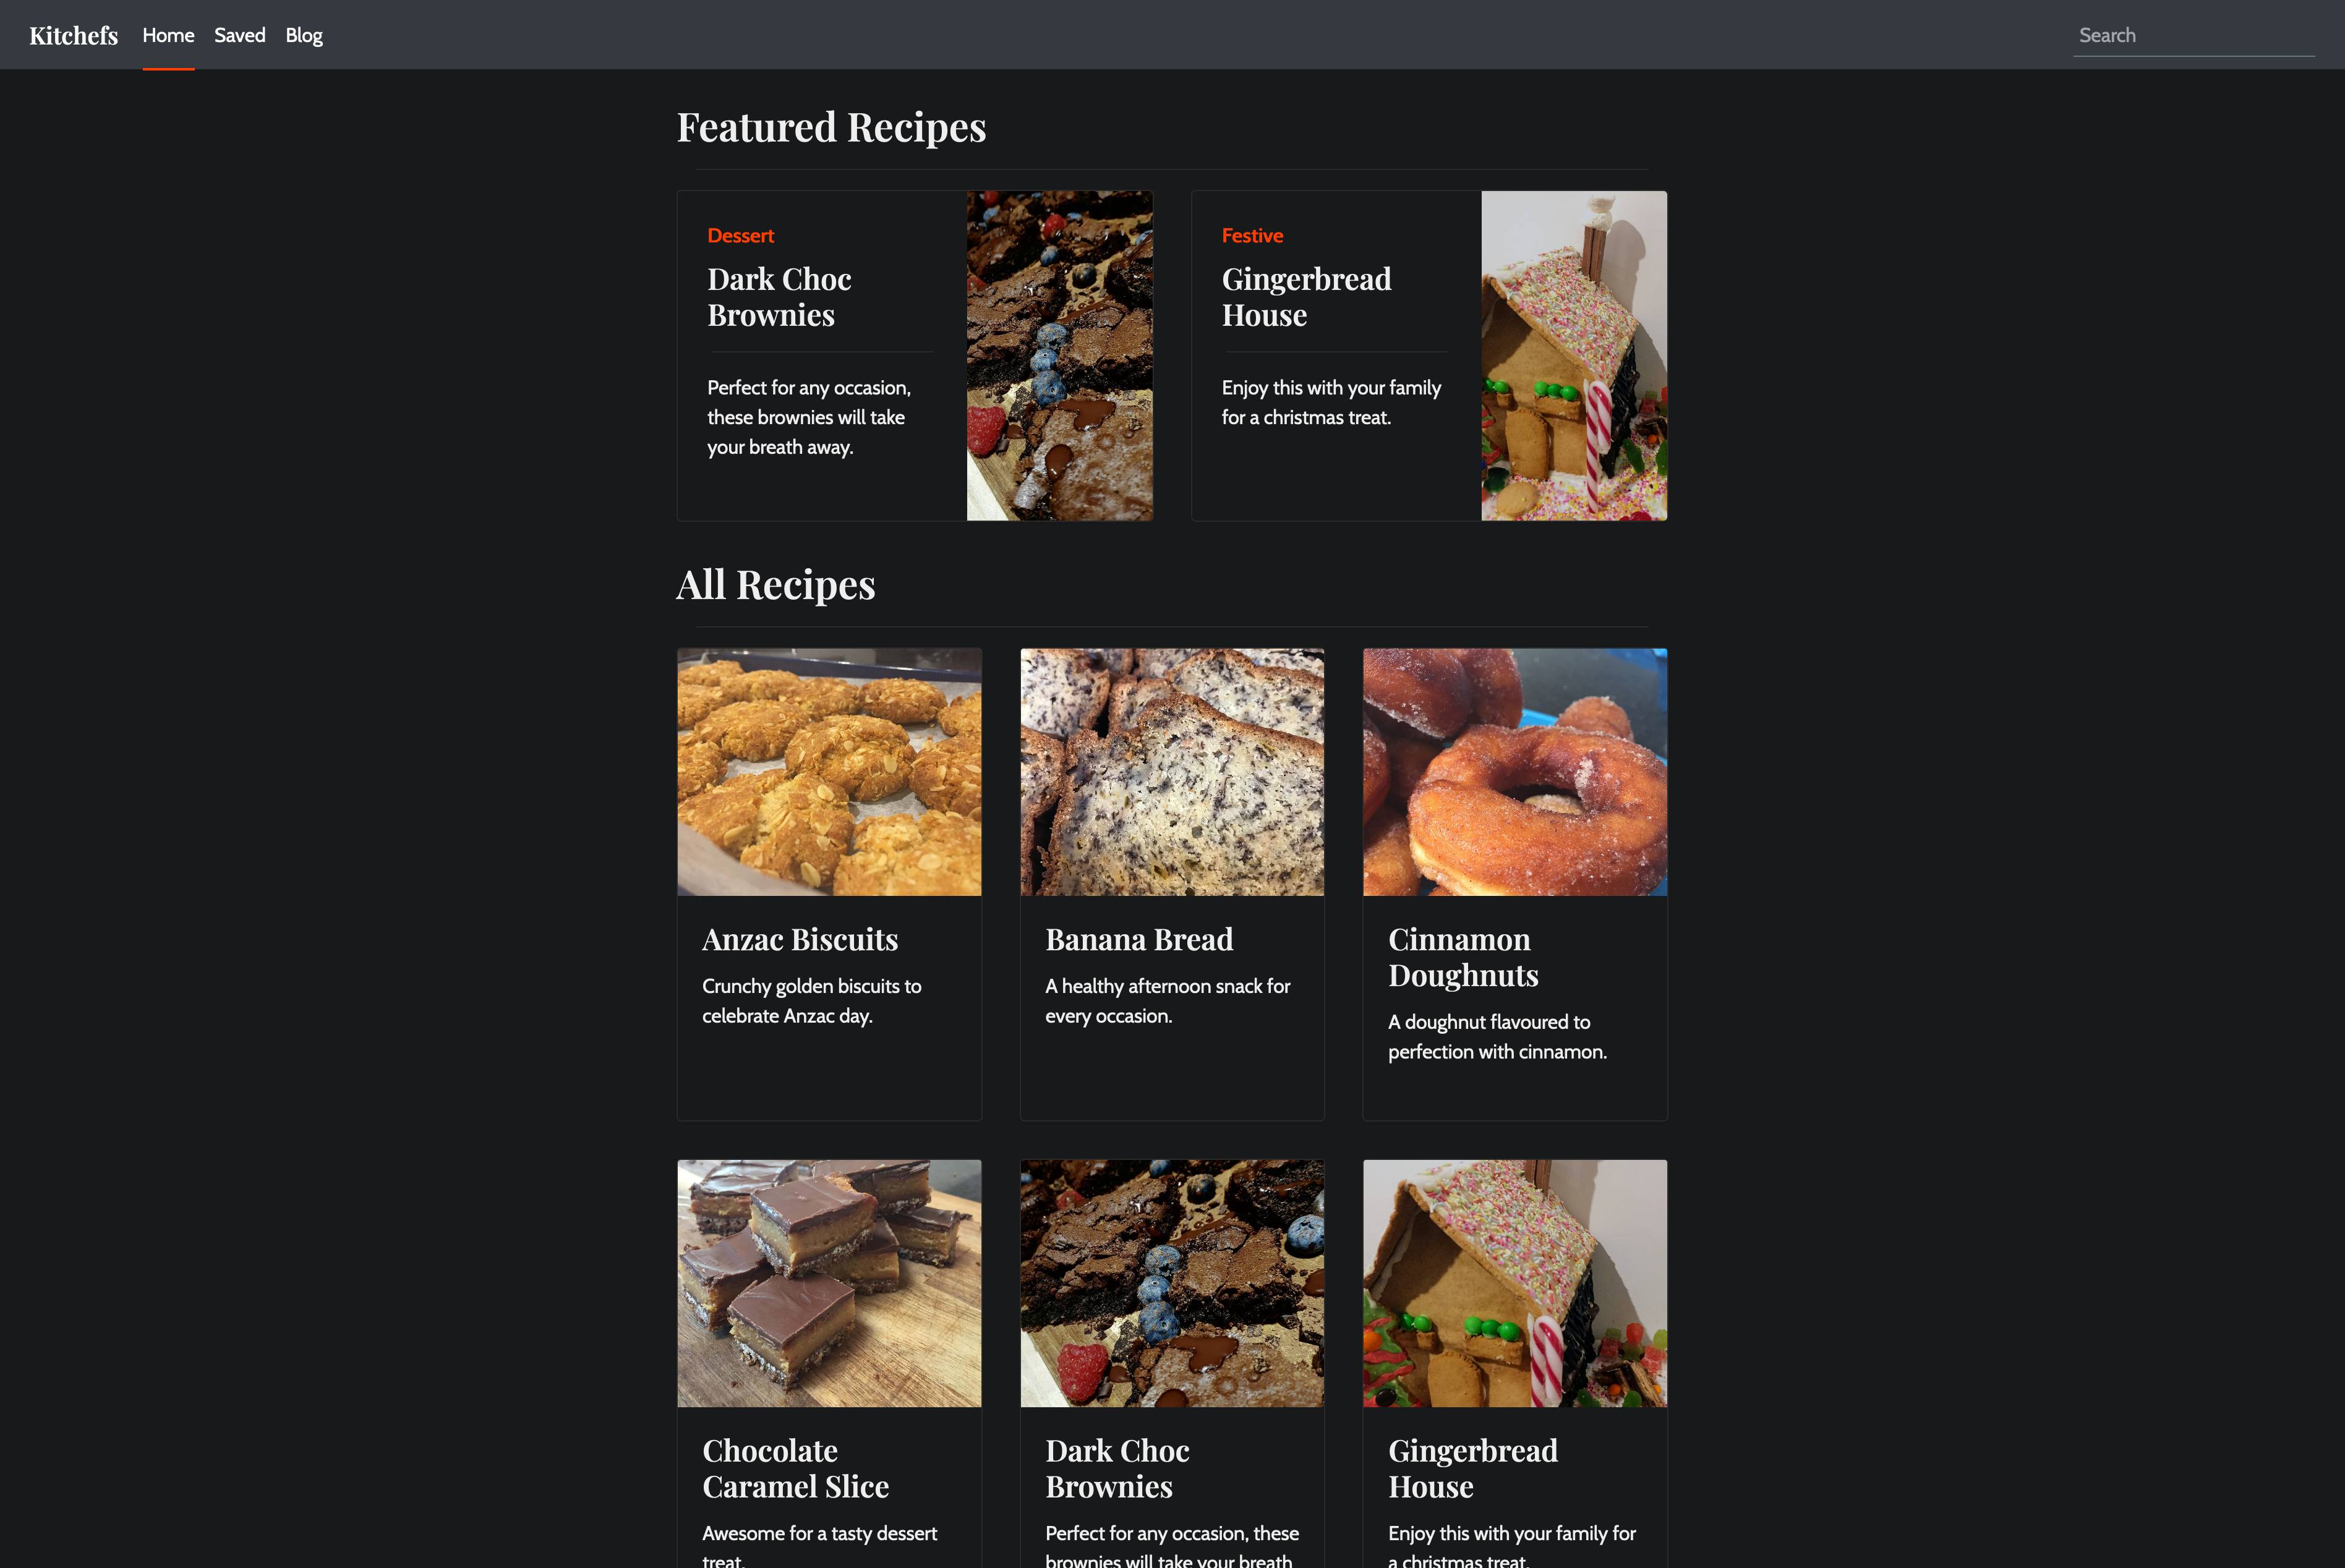 Kitchefs Home Saved Blog Search
Featured Recipes
Dessert
Dark Choc
Brownies
Perfect for any occasion,
these brownies will take
your breath away.
Festive
Gingerbread
House
Enjoy this with your family
for a christmas treat.
All Recipes
Anzac Biscuits
Crunchy golden biscuits to
celebrate Anzac day.
Banana Bread
A healthy afternoon snack for
every occasion.
Cinnamon
Doughnuts
A doughnut flavoured to
perfection with cinnamon.
Chocolate
Caramel Slice
Awesome for a tasty dessert
treat.
Dark Choc
Brownies
Perfect for any occasion, these
brownies will take your breath
Gingerbread
House
Enjoy this with your family for
a christmas treat.